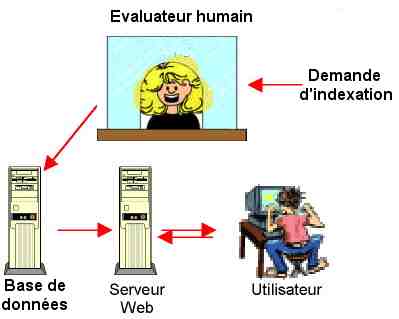 Evaluateur humain
Demande
d'indexation
Base de
données
Serveur
Web
Utilisateur